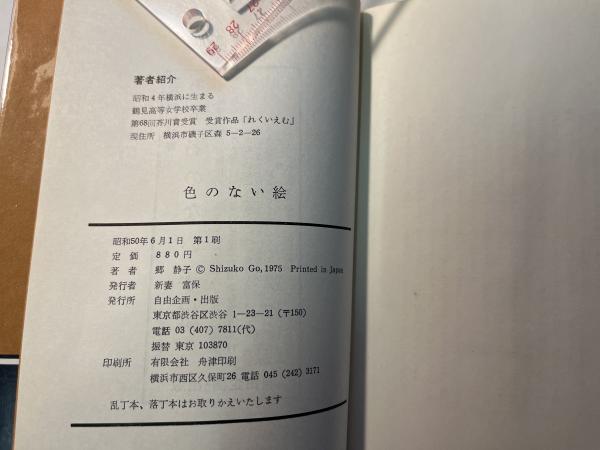 27
28
29
著者紹介
昭和4年横浜に生まる
鶴見高等女学校卒業
第68回芥川賞受賞 受賞作品「れくいえむ」
現住所 横浜市磯子区森 5-2-26
色のない絵
昭和50年6月1日 第1刷
定価 880円
著者 郷 静子 © Shizuko Go, 1975 Printed in Japan
発行者 新妻 富保
発行所 自由企画・出版
東京都渋谷区渋谷 1-23-21 (〒150)
電話 03 (407) 7811(代)
振替 東京 103870
印刷所 有限会社 舟津印刷
横浜市西区久保町26 電話 045 (242) 3171
乱丁本、落丁本はお取りかえいたします